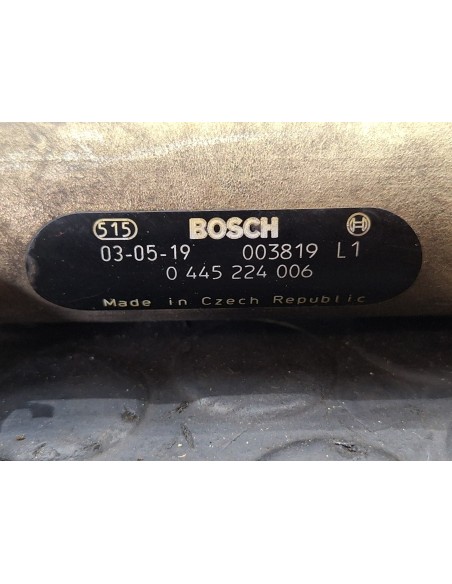 515 BOSCH
03-05-19 003819 L1
0 445 224 006
Made in Czech Republic